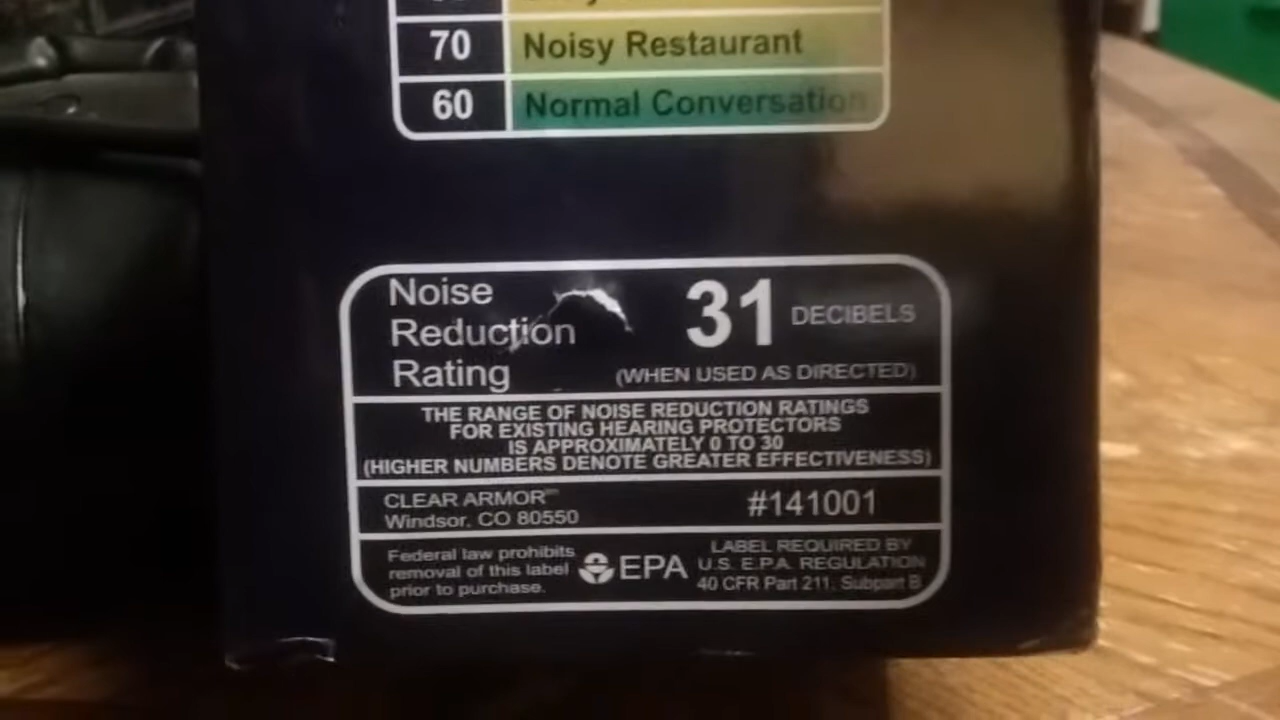 70 Noisy Restaurant
60 Normal Conversation
Noise
Reduction
Rating
31 DECIBELS
(WHEN USED AS DIRECTED)
THE RANGE OF NOISE REDUCTION RATINGS
FOR EXISTING HEARING PROTECTORS
IS APPROXIMATELY 0 TO 30
(HIGHER NUMBERS DENOTE GREATER EFFECTIVENESS)
CLEAR ARMOR
Windsor, CO 80550
#141001
Federal law prohibits
removal of this label
prior to purchase.
EPA
LABEL REQUIRED BY
U.S. E.P.A. REGULATION
40 CFR Part 211, Subpart B